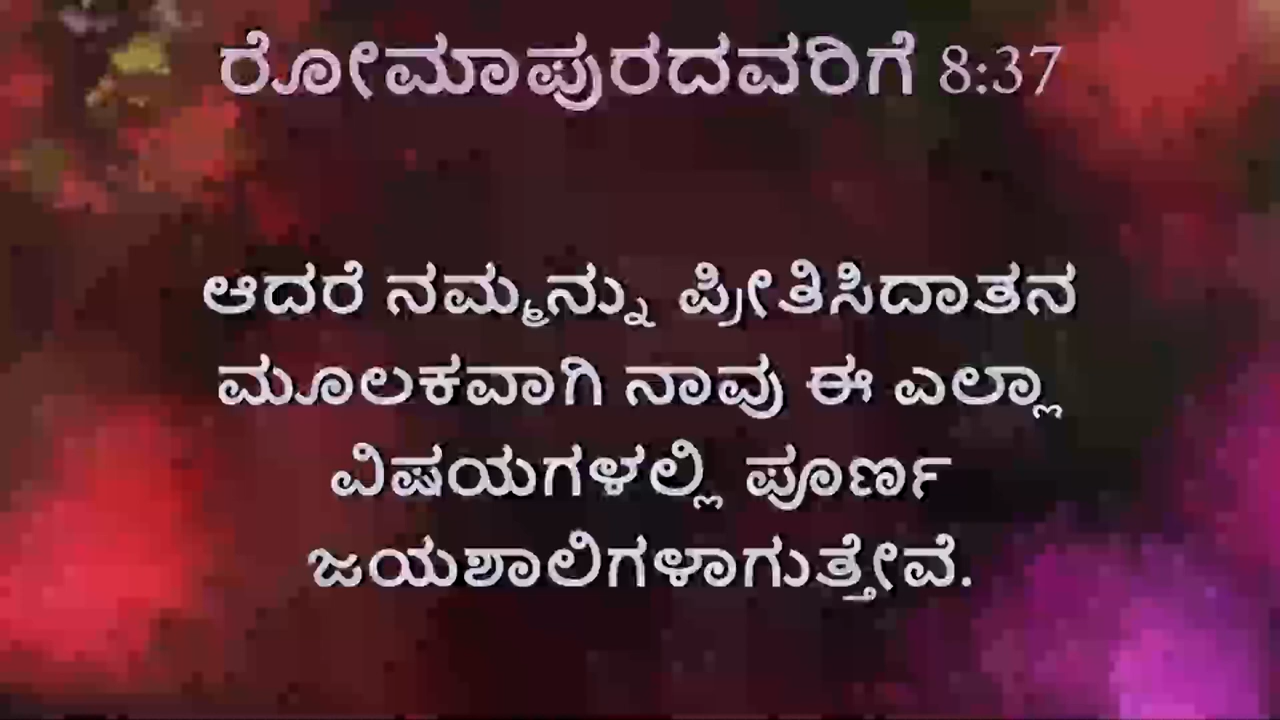 ರೋಮಾಪುರದವರಿಗೆ 8:37
ಆದರೆ ನಮ್ಮನ್ನು ಪ್ರೀತಿಸಿದಾತನ
ಮೂಲಕವಾಗಿ ನಾವು ಈ ಎಲ್ಲಾ
ವಿಷಯಗಳಲ್ಲಿ ಪೂರ್ಣ
ಜಯಶಾಲಿಗಳಾಗುತ್ತೇವೆ.